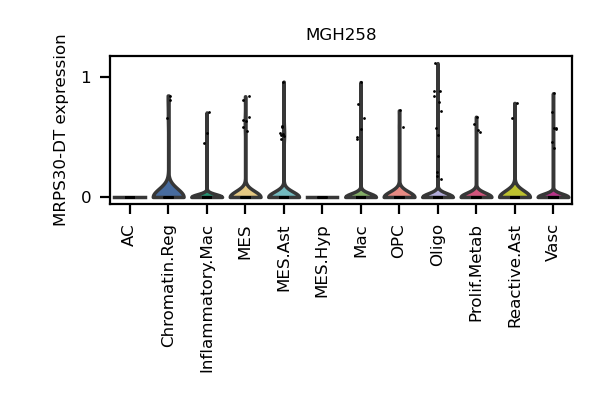 MGH258
MRPS30-DT expression
1
0
AC
Chromatin.Reg
Inflammatory.Mac
MES
MES.Ast
MES.Hyp
Mac
OPC
Oligo
Prolif.Metab
Reactive.Ast
Vasc